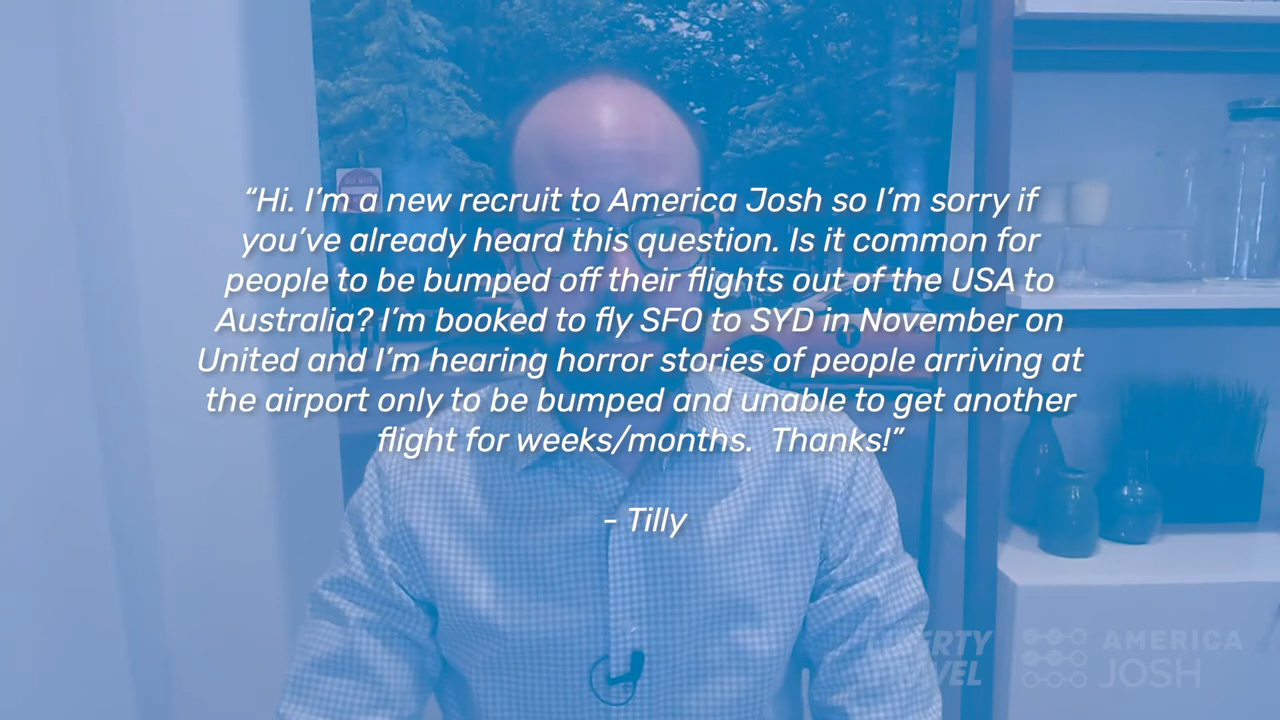 “Hi. I’m a new recruit to America Josh so I’m sorry if
you’ve already heard this question. Is it common for
people to be bumped off their flights out of the USA to
Australia? I’m booked to fly SFO to SYD in November on
United and I’m hearing horror stories of people arriving at
the airport only to be bumped and unable to get another
flight for weeks/months.  Thanks!”
- Tilly
AMERICA
JOSH